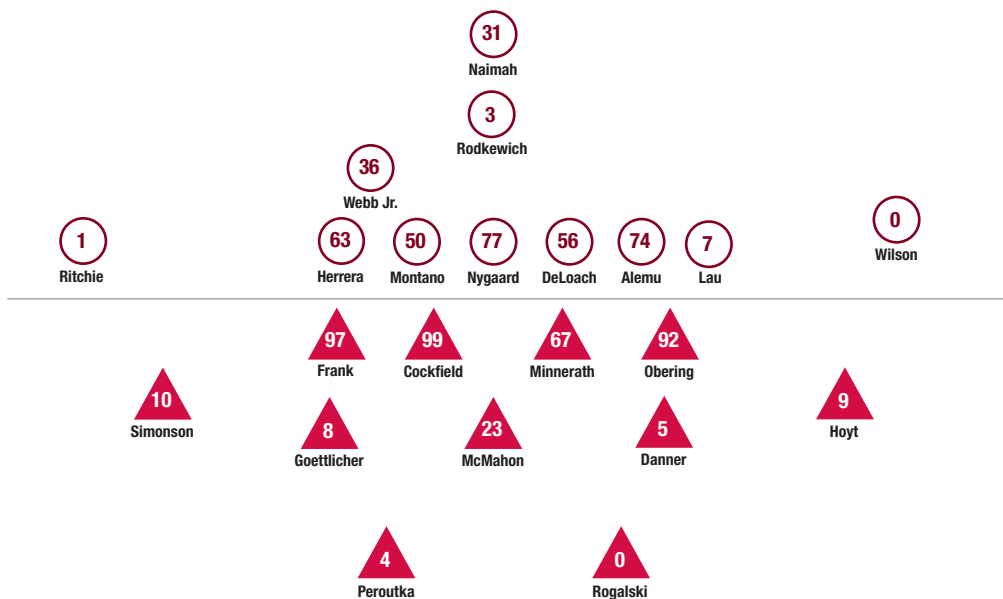 31
Naimah
3
Rodkewich
36
Webb Jr.
1
Ritchie
63
Herrera
50
Montano
77
Nygaard
56
DeLoach
74
Alemu
7
Lau
0
Wilson
97
Frank
99
Cockfield
67
Minnerath
92
Obering
10
Simonson
8
Goettlicher
23
McMahon
5
Danner
9
Hoyt
4
Peroutka
0
Rogalski